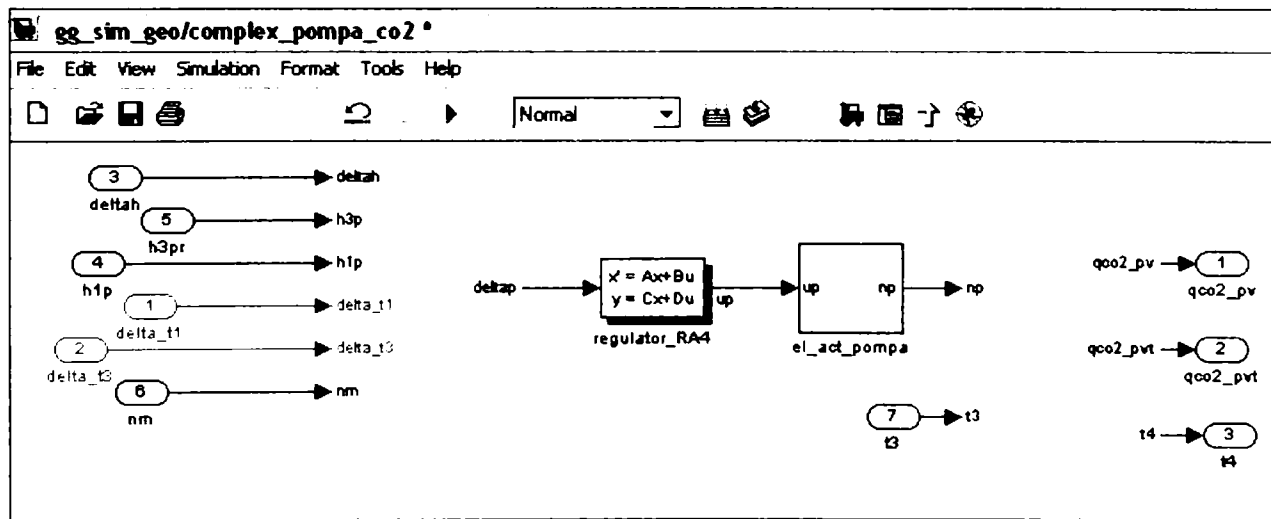 gg_sim_geo/complex_pompa_co2 *
File Edit View Simulation Format Tools Help
Normal
3
deltah
deltah
5
h3pr
h3p
4
h1p
h1p
1
delta_t1
delta_t1
2
delta_t3
delta_t3
6
nm
nm
deltap
x' = Ax+Bu
y = Cx+Du
regulator_RA4
up
up
np
el_act_pompa
np
7
t3
t3
qco2_pv
1
qco2_pv
qco2_pvt
2
qco2_pvt
t4
3
t4